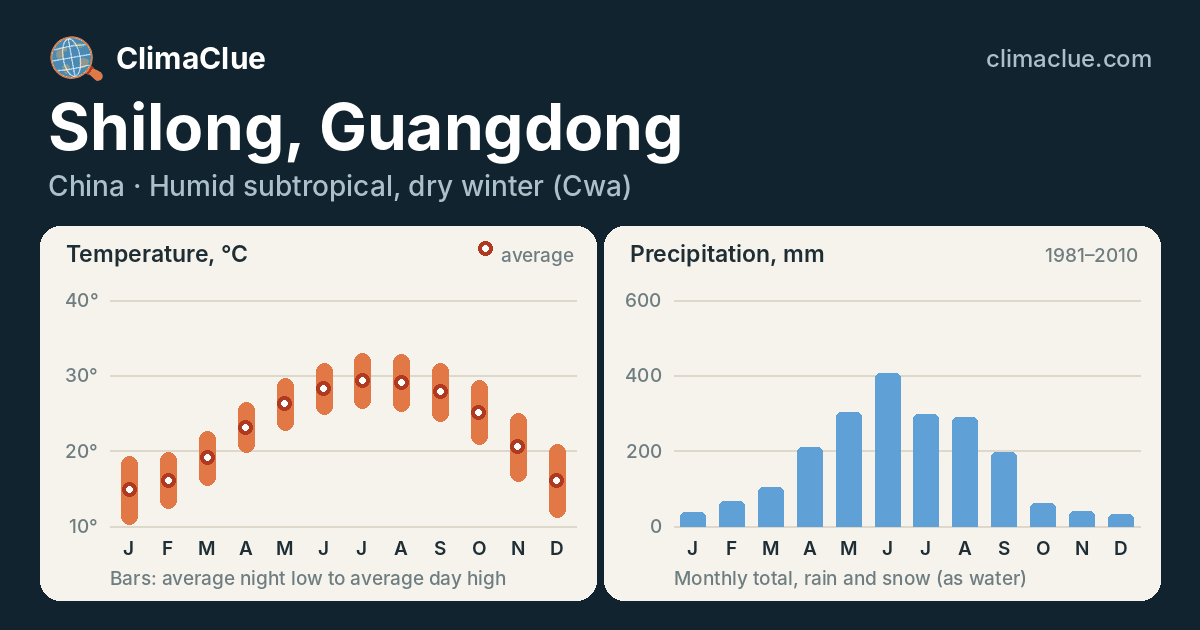 ClimaClue
climaclue.com
Shilong, Guangdong
China · Humid subtropical, dry winter (Cwa)
Temperature, °C
average
40°
30°
20°
10°
J F M A M J J A S O N D
Bars: average night low to average day high
Precipitation, mm
1981–2010
600
400
200
0
J F M A M J J A S O N D
Monthly total, rain and snow (as water)